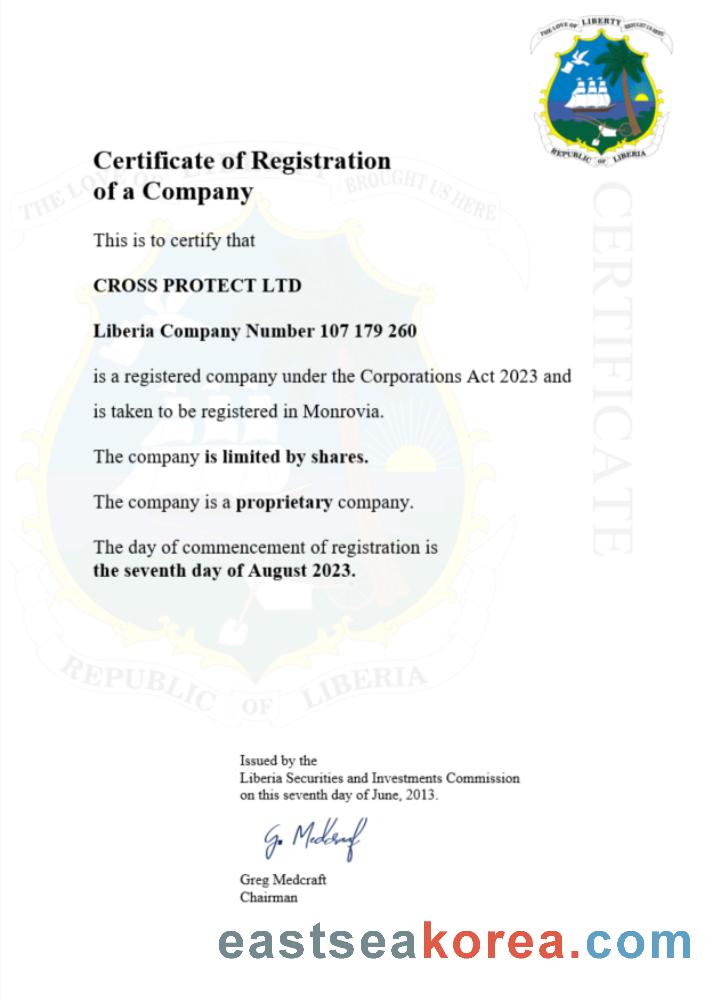 THE LOVE OF LIBERTY BROUGHT US HERE
REPUBLIC OF LIBERIA
Certificate of Registration
of a Company
This is to certify that
CROSS PROTECT LTD
Liberia Company Number 107 179 260
is a registered company under the Corporations Act 2023 and
is taken to be registered in Monrovia.
The company is limited by shares.
The company is a proprietary company.
The day of commencement of registration is
the seventh day of August 2023.
CERTIFICATE
THE LOVE OF LIBERTY BROUGHT US HERE
REPUBLIC OF LIBERIA
Issued by the
Liberia Securities and Investments Commission
on this seventh day of June, 2013.
G. Medcraf
Greg Medcraft
Chairman
eastseakorea.com